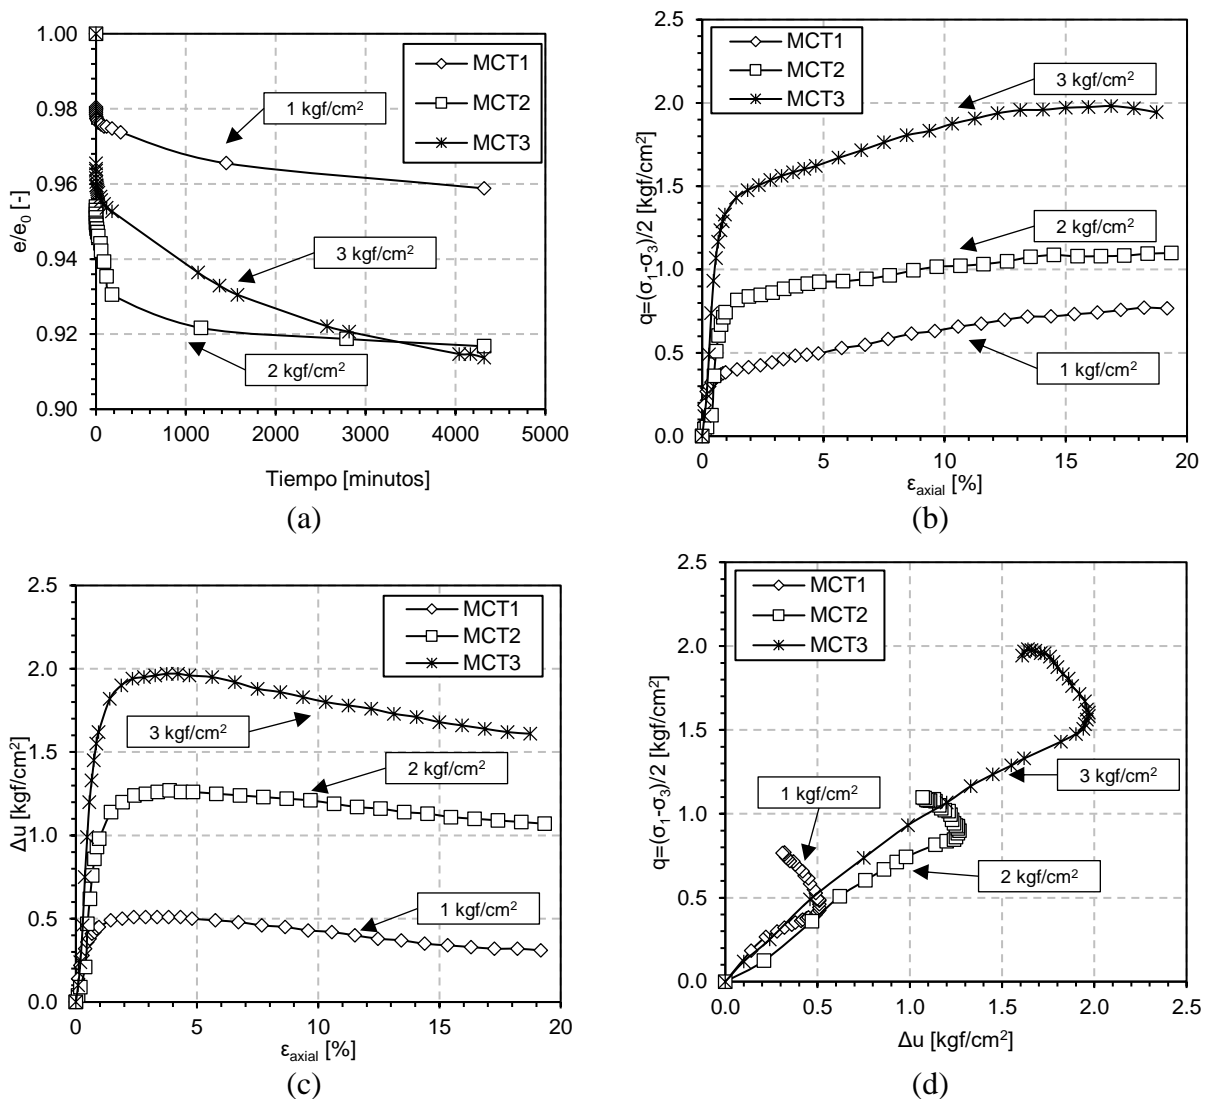 1.00
0.98
0.96
0.94
0.92
0.90
e/e₀ [-]
MCT1
MCT2
MCT3
1 kgf/cm²
3 kgf/cm²
2 kgf/cm²
0 1000 2000 3000 4000 5000
Tiempo [minutos]
(a)
2.5
2.0
1.5
1.0
0.5
0.0
q=(σ₁-σ₃)/2 [kgf/cm²]
MCT1
MCT2
MCT3
3 kgf/cm²
2 kgf/cm²
1 kgf/cm²
0 5 10 15 20
ε_axial [%]
(b)
2.5
2.0
1.5
1.0
0.5
0.0
Δu [kgf/cm²]
MCT1
MCT2
MCT3
3 kgf/cm²
2 kgf/cm²
1 kgf/cm²
0 5 10 15 20
ε_axial [%]
(c)
2.5
2.0
1.5
1.0
0.5
0.0
q=(σ₁-σ₃)/2 [kgf/cm²]
MCT1
MCT2
MCT3
1 kgf/cm²
3 kgf/cm²
2 kgf/cm²
0.0 0.5 1.0 1.5 2.0 2.5
Δu [kgf/cm²]
(d)